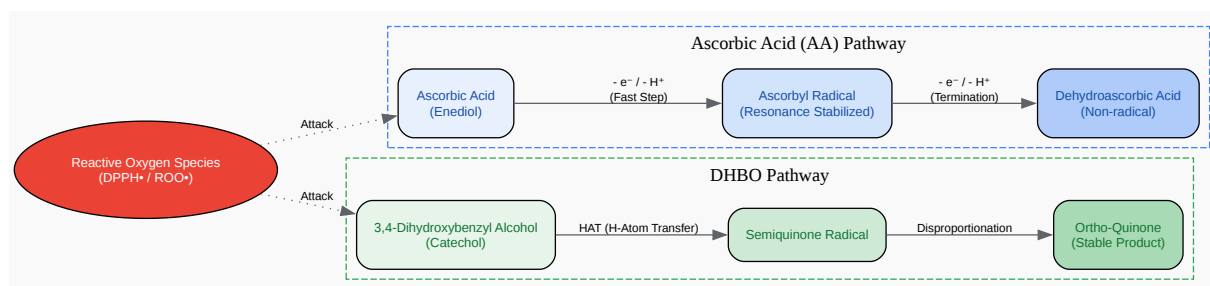 Ascorbic Acid (AA) Pathway
Reactive Oxygen Species
(DPPH• / ROO•)
Attack
Ascorbic Acid
(Enediol)
- e⁻ / - H⁺
(Fast Step)
Ascorbyl Radical
(Resonance Stabilized)
- e⁻ / - H⁺
(Termination)
Dehydroascorbic Acid
(Non-radical)
DHBO Pathway
Attack
3,4-Dihydroxybenzyl Alcohol
(Catechol)
HAT (H-Atom Transfer)
Semiquinone Radical
Disproportionation
Ortho-Quinone
(Stable Product)